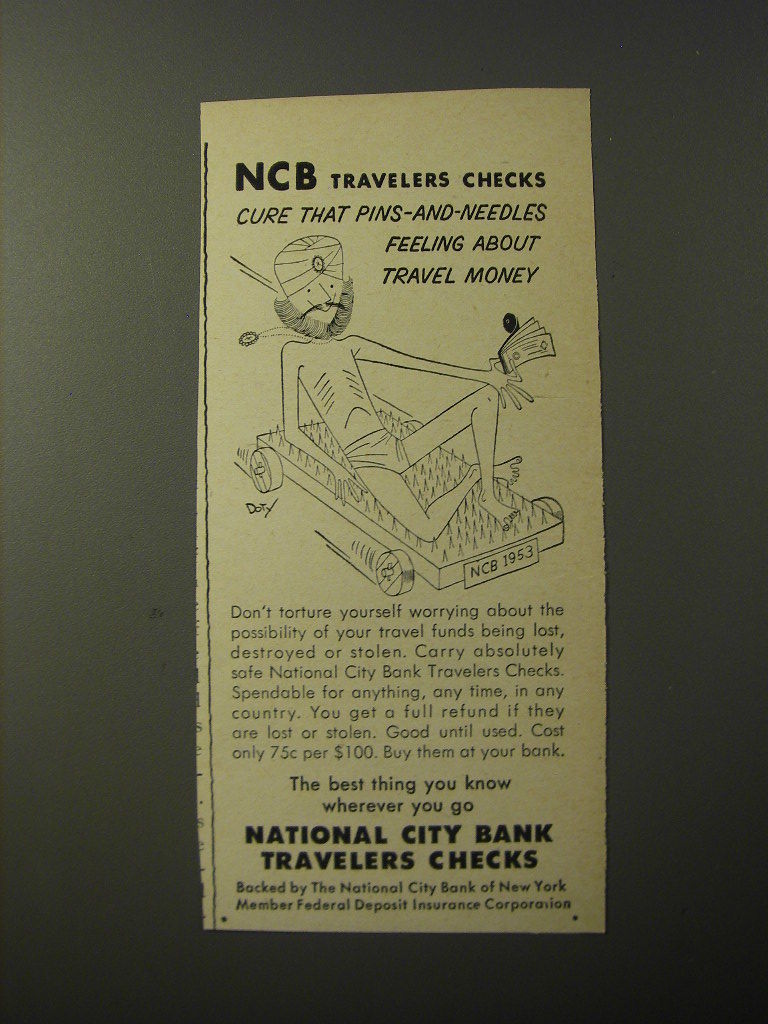 NCB TRAVELERS CHECKS
CURE THAT PINS-AND-NEEDLES
FEELING ABOUT
TRAVEL MONEY
DOTY
NCB 1953
Don't torture yourself worrying about the
possibility of your travel funds being lost,
destroyed or stolen. Carry absolutely
safe National City Bank Travelers Checks.
Spendable for anything, any time, in any
country. You get a full refund if they
are lost or stolen. Good until used. Cost
only 75c per $100. Buy them at your bank.
The best thing you know
wherever you go
NATIONAL CITY BANK
TRAVELERS CHECKS
Backed by The National City Bank of New York
Member Federal Deposit Insurance Corporation